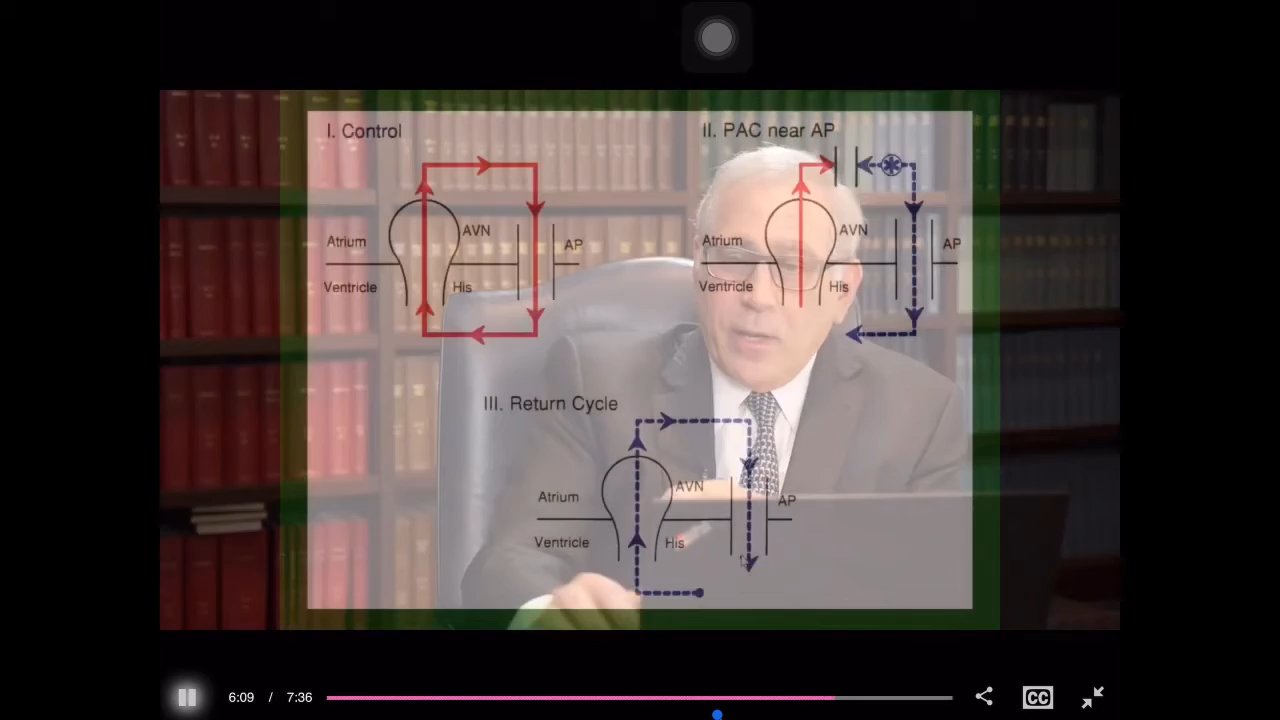 I. Control
AVN
Atrium
AP
Ventricle
His
II. PAC near AP
AVN
Atrium
AP
Ventricle
His
III. Return Cycle
AVN
Atrium
AP
Ventricle
His
6:09 / 7:36
CC